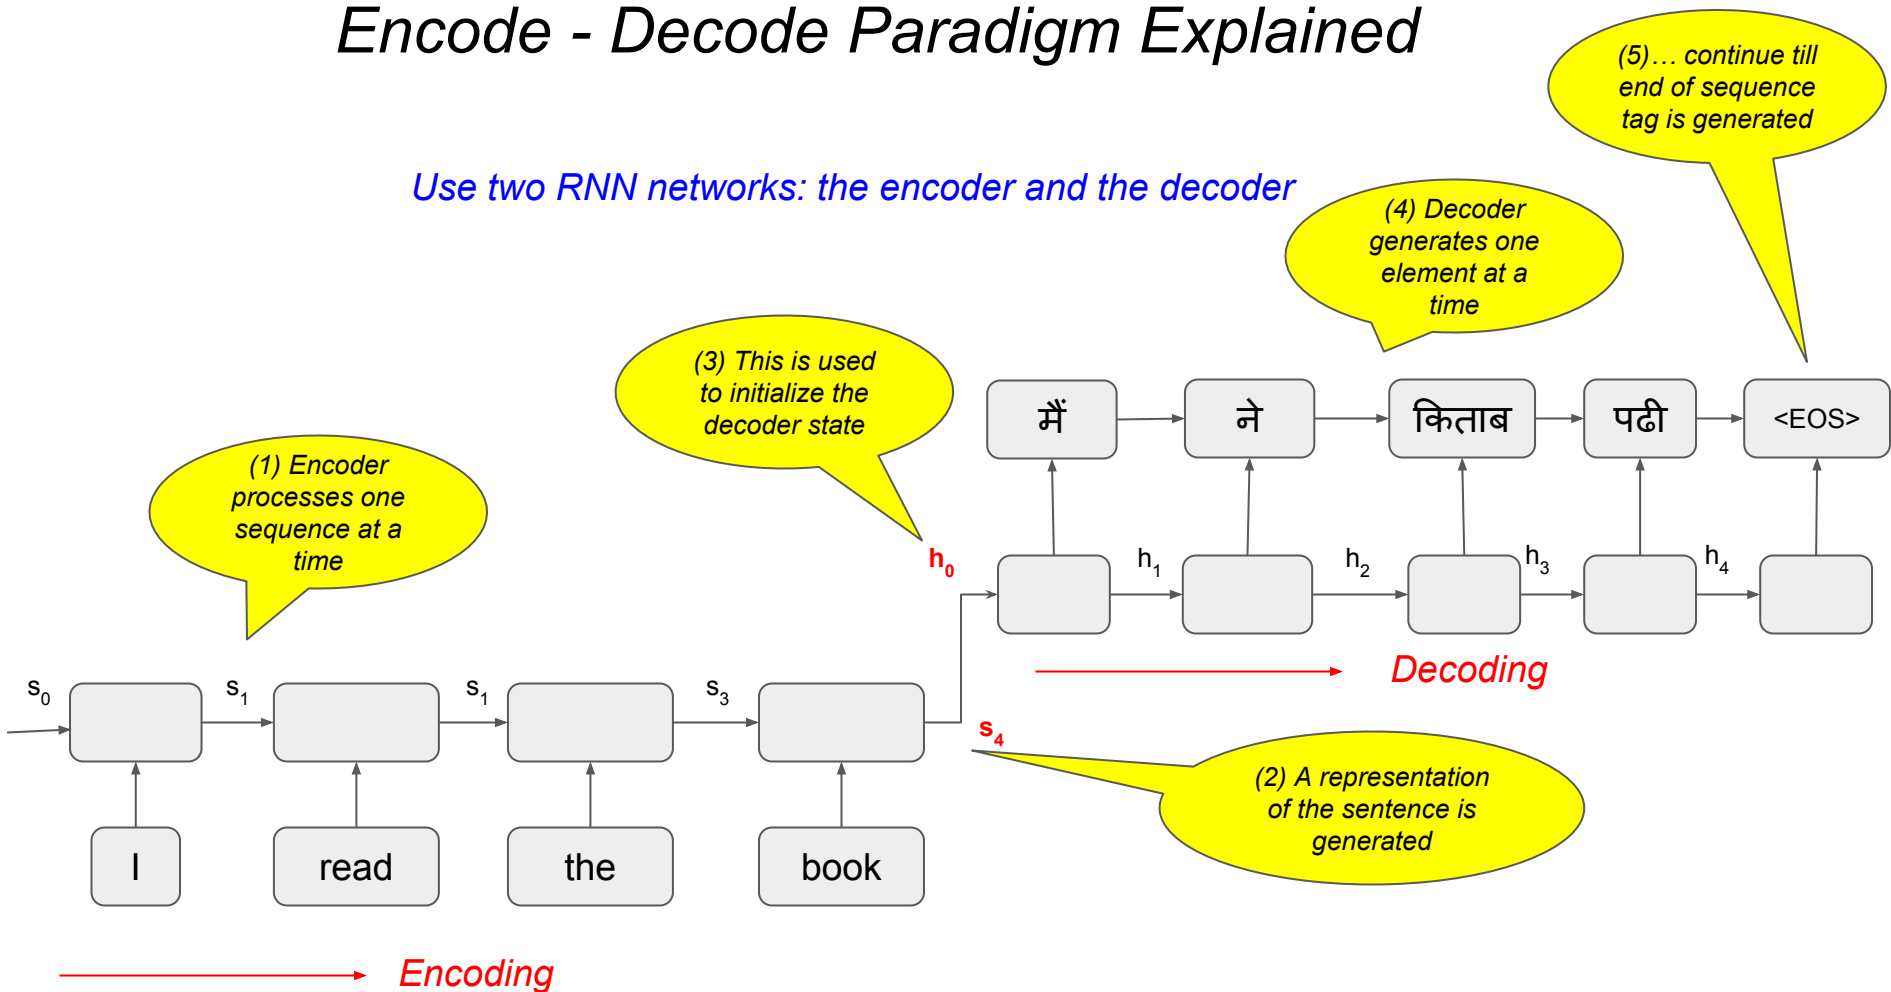 Encode - Decode Paradigm Explained
Use two RNN networks: the encoder and the decoder
(5)… continue till
end of sequence
tag is generated
(4) Decoder
generates one
element at a
time
(3) This is used
to initialize the
decoder state
(1) Encoder
processes one
sequence at a
time
मैं ने किताब पढी <EOS>
h0 h1 h2 h3 h4
Decoding
s0 s1 s1 s3 s4
(2) A representation
of the sentence is
generated
I read the book
Encoding